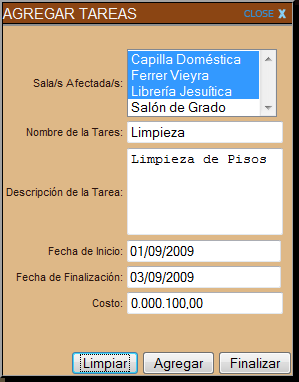 AGREGAR TAREAS CLOSE X
Sala/s Afectada/s:
Capilla Doméstica
Ferrer Vieyra
Librería Jesuítica
Salón de Grado
Nombre de la Tares: Limpieza
Descripción de la Tarea: Limpieza de Pisos
Fecha de Inicio: 01/09/2009
Fecha de Finalización: 03/09/2009
Costo: 0.000.100,00
Limpiar Agregar Finalizar